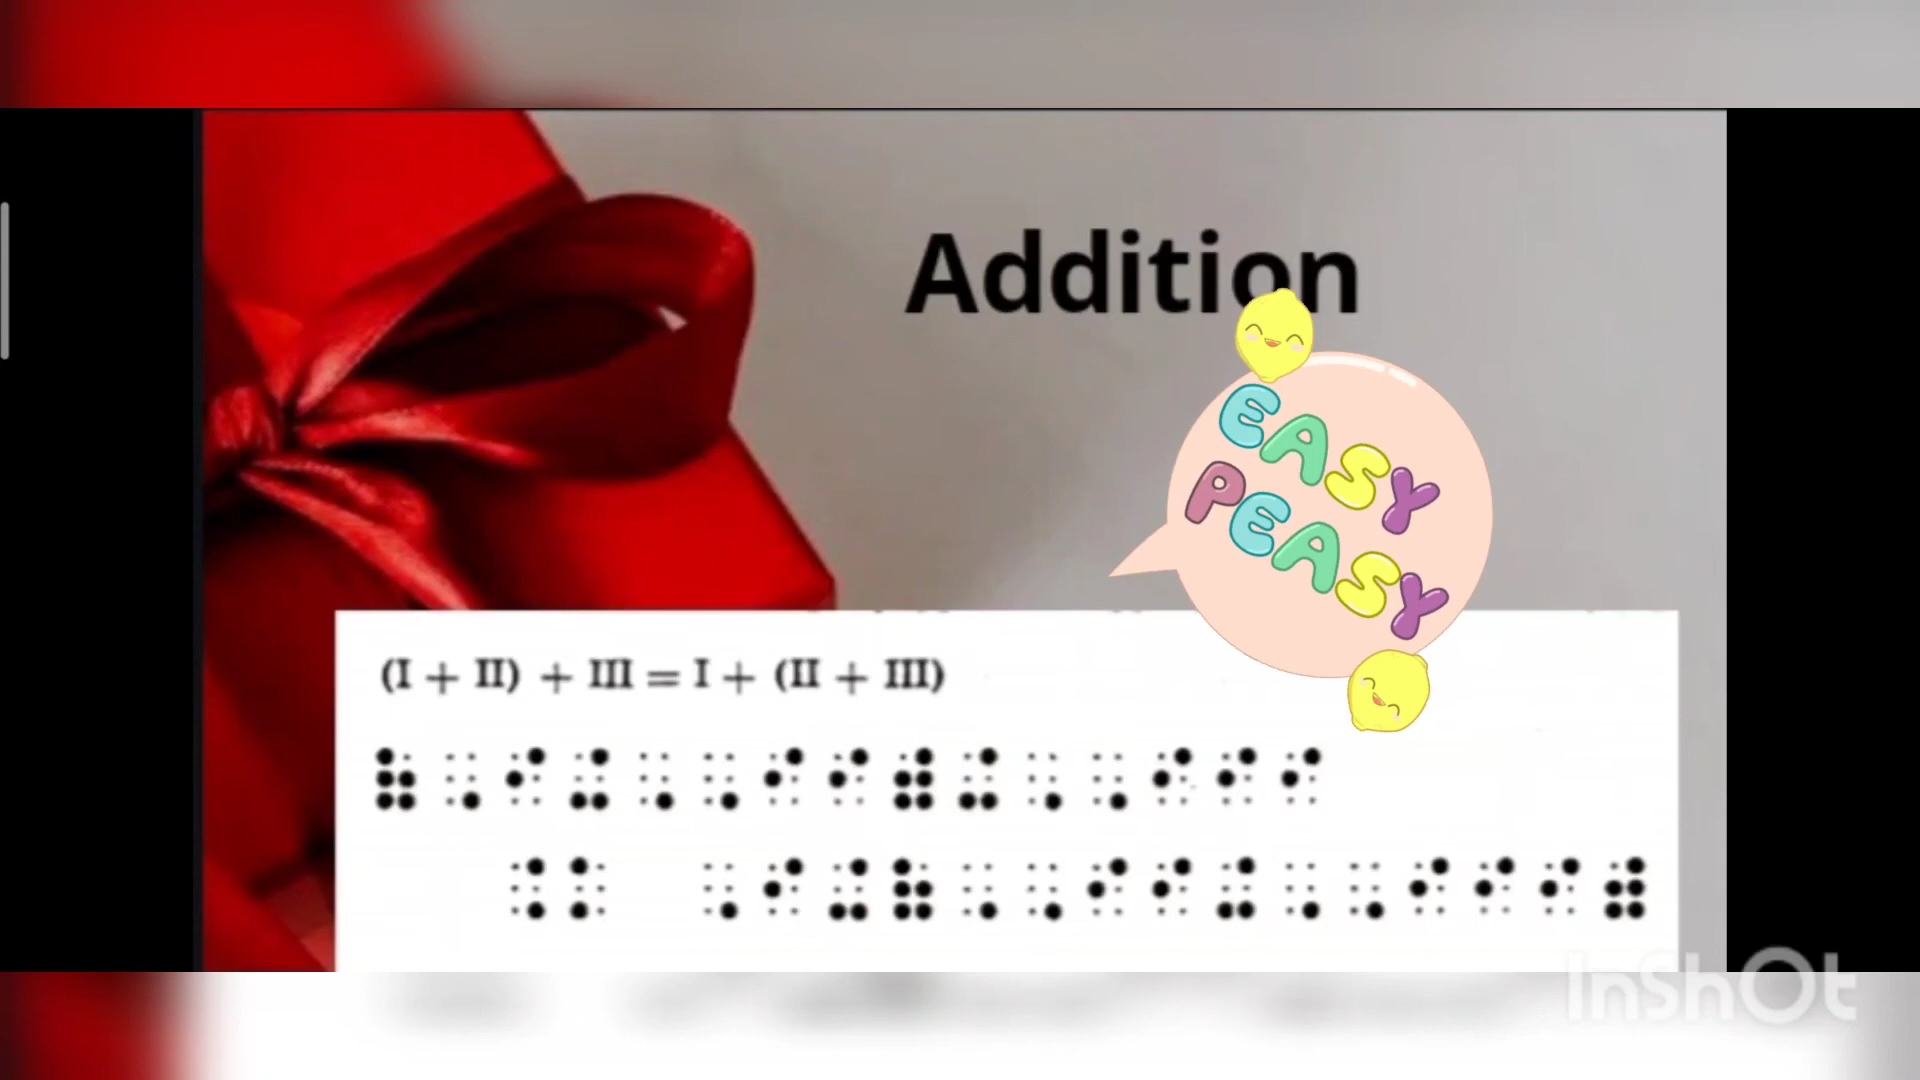 Addition
EASY
PEASY
(I + II) + III = I + (II + III)
⠷⠠⠊⠬⠠⠠⠊⠊⠾⠬⠠⠠⠊⠊⠊
⠨⠅ ⠠⠊⠬⠷⠠⠠⠊⠊⠬⠠⠠⠊⠊⠊⠾
InShOt